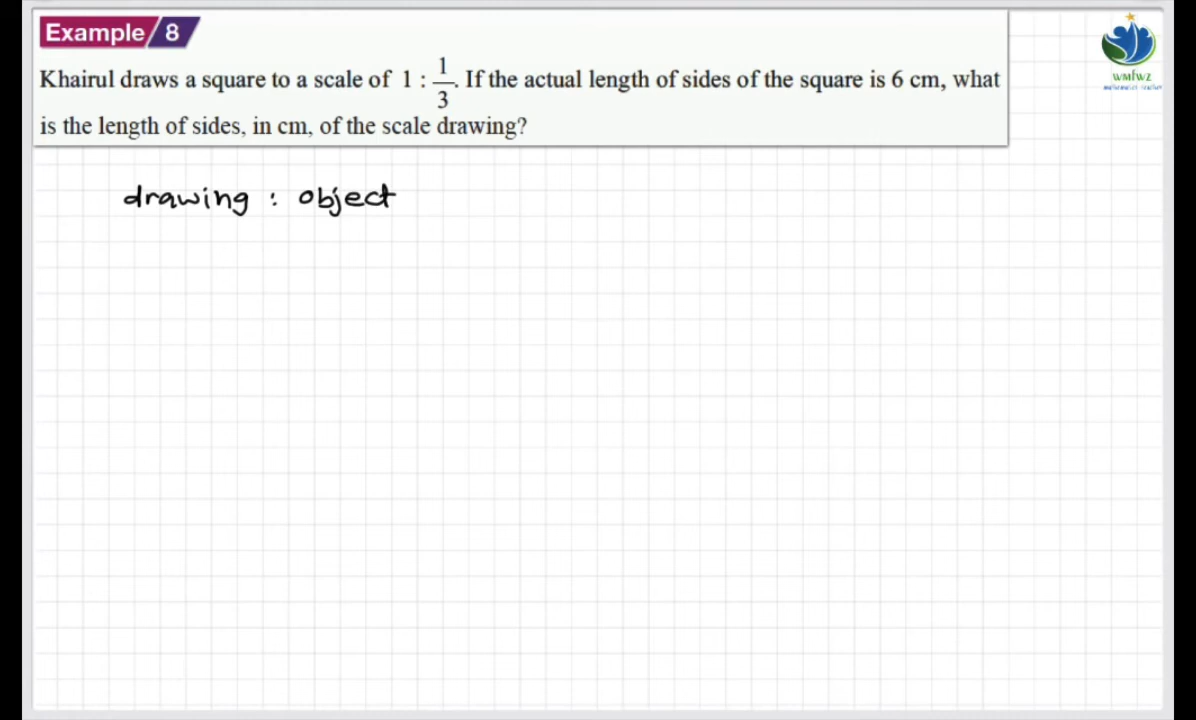 Example 8
Khairul draws a square to a scale of 1 : 1/3. If the actual length of sides of the square is 6 cm, what
is the length of sides, in cm, of the scale drawing?
WMFWZ
drawing : object